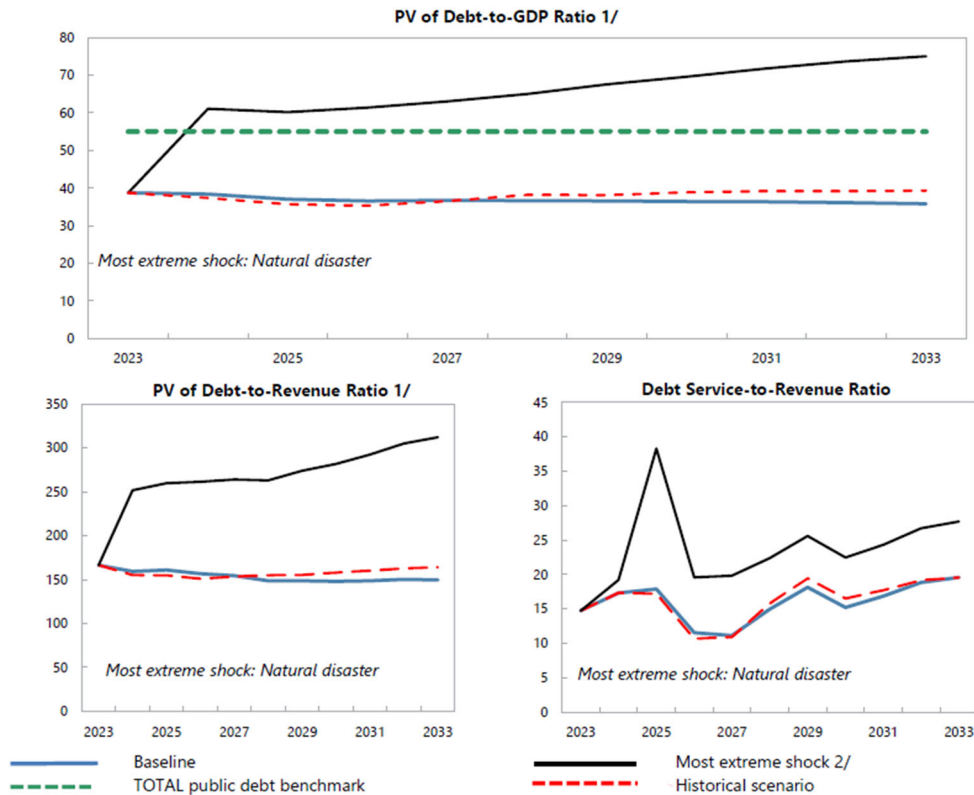 PV of Debt-to-GDP Ratio 1/
80
70
60
50
40
30
20
10
0
Most extreme shock: Natural disaster
2023 2025 2027 2029 2031 2033
PV of Debt-to-Revenue Ratio 1/
350
300
250
200
150
100
50
0
Most extreme shock: Natural disaster
2023 2025 2027 2029 2031 2033
Debt Service-to-Revenue Ratio
45
40
35
30
25
20
15
10
5
0
Most extreme shock: Natural disaster
2023 2025 2027 2029 2031 2033
Baseline
TOTAL public debt benchmark
Most extreme shock 2/
Historical scenario